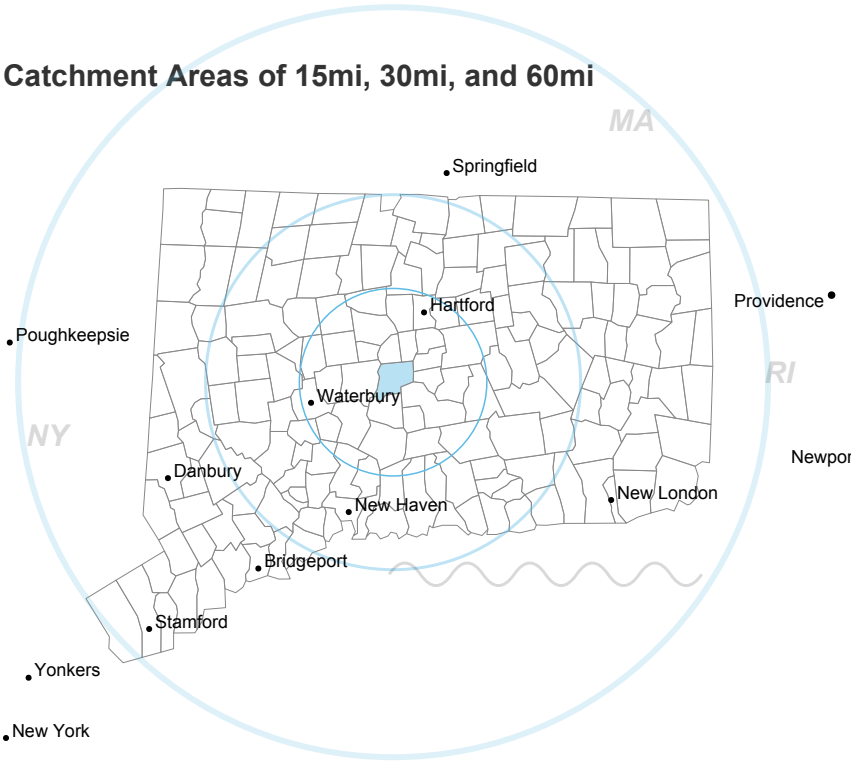 Catchment Areas of 15mi, 30mi, and 60mi
MA
Springfield
Hartford
Providence
Poughkeepsie
RI
Waterbury
NY
Newpor
Danbury
New London
New Haven
Bridgeport
Stamford
Yonkers
New York